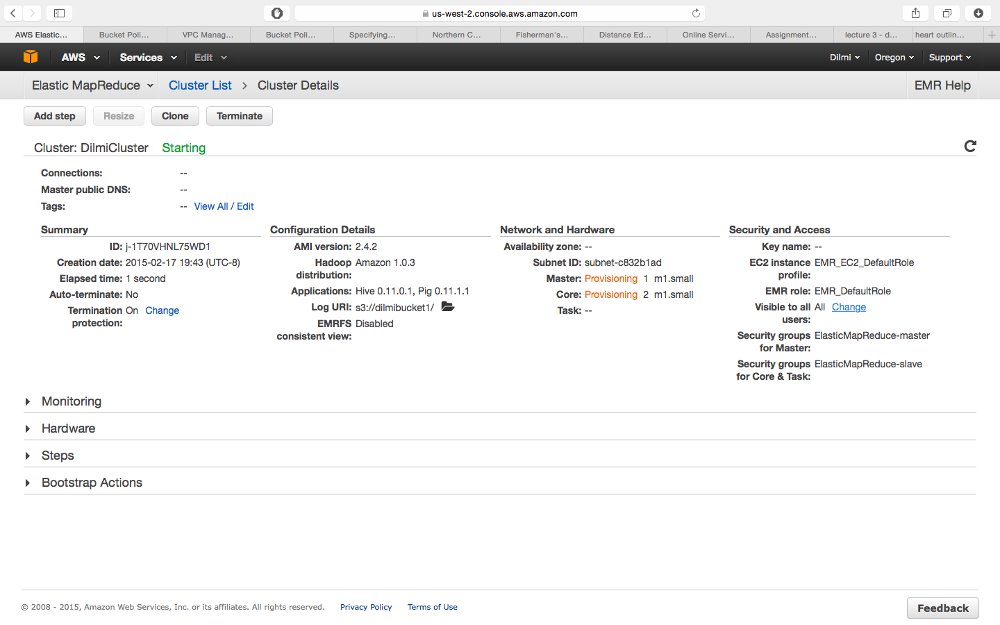 us-west-2.console.aws.amazon.com
AWS Elastic... Bucket Poli... VPC Manag... Bucket Poli... Specifying... Northern C... Fisherman's... Distance Ed... Online Servi... Assignment... lecture 3 - d... heart outlin...
AWS Services Edit Dilmi Oregon Support
Elastic MapReduce Cluster List > Cluster Details EMR Help
Add step Resize Clone Terminate
Cluster: DilmiCluster Starting
Connections: --
Master public DNS: --
Tags: -- View All / Edit
Summary
ID: j-1T70VHNL75WD1
Creation date: 2015-02-17 19:43 (UTC-8)
Elapsed time: 1 second
Auto-terminate: No
Termination On Change
protection:
Configuration Details
AMI version: 2.4.2
Hadoop Amazon 1.0.3
distribution:
Applications: Hive 0.11.0.1, Pig 0.11.1.1
Log URI: s3://dilmibucket1/
EMRFS Disabled
consistent view:
Network and Hardware
Availability zone: --
Subnet ID: subnet-c832b1ad
Master: Provisioning 1 m1.small
Core: Provisioning 2 m1.small
Task: --
Security and Access
Key name: --
EC2 instance EMR_EC2_DefaultRole
profile:
EMR role: EMR_DefaultRole
Visible to all All Change
users:
Security groups ElasticMapReduce-master
for Master:
Security groups ElasticMapReduce-slave
for Core & Task:
Monitoring
Hardware
Steps
Bootstrap Actions
© 2008 - 2015, Amazon Web Services, Inc. or its affiliates. All rights reserved. Privacy Policy Terms of Use
Feedback